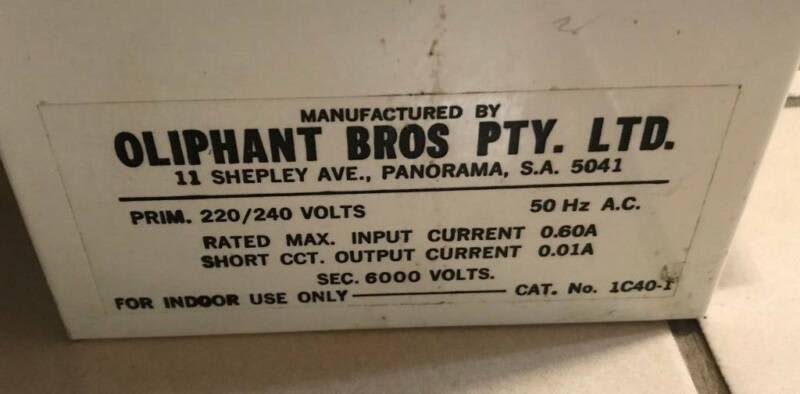 MANUFACTURED BY
OLIPHANT BROS PTY. LTD.
11 SHEPLEY AVE., PANORAMA, S.A. 5041
PRIM. 220/240 VOLTS 50 Hz A.C.
RATED MAX. INPUT CURRENT 0.60A
SHORT CCT. OUTPUT CURRENT 0.01A
SEC. 6000 VOLTS.
FOR INDOOR USE ONLY CAT. No. 1C40-1